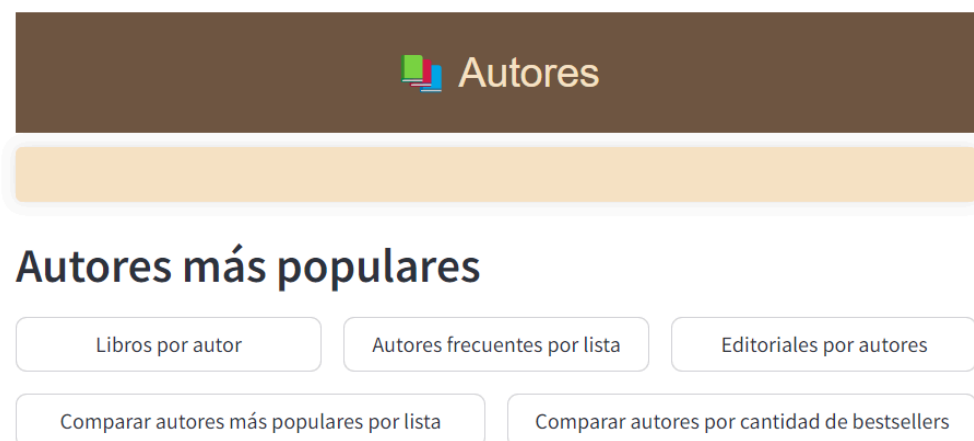 Autores
Autores más populares
Libros por autor
Autores frecuentes por lista
Editoriales por autores
Comparar autores más populares por lista
Comparar autores por cantidad de bestsellers